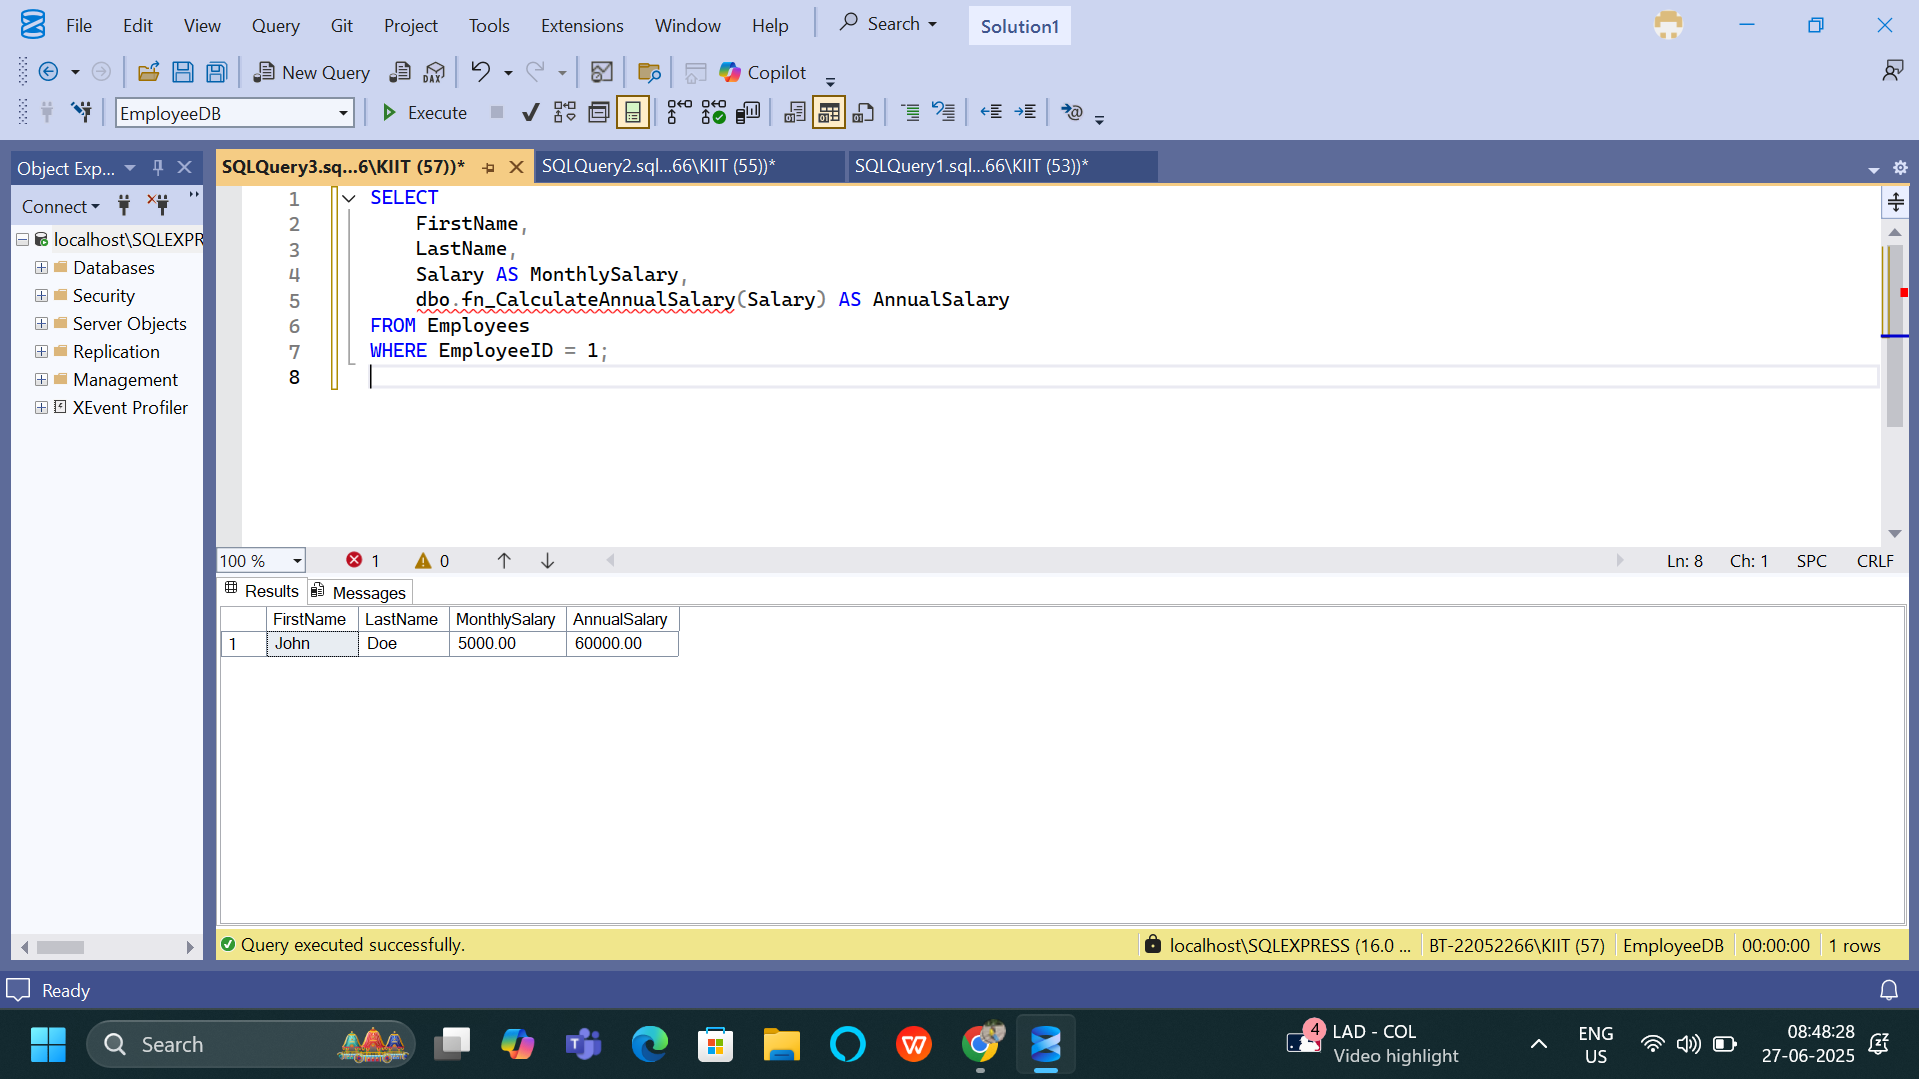 File Edit View Query Git Project Tools Extensions Window Help Search Solution1
New Query DAX Copilot
EmployeeDB Execute
Object Exp...
SQLQuery3.sq...6\KIIT (57))* SQLQuery2.sql...66\KIIT (55))* SQLQuery1.sql...66\KIIT (53))*
Connect
localhost\SQLEXPR
Databases
Security
Server Objects
Replication
Management
XEvent Profiler
1 SELECT
2 FirstName,
3 LastName,
4 Salary AS MonthlySalary,
5 dbo.fn_CalculateAnnualSalary(Salary) AS AnnualSalary
6 FROM Employees
7 WHERE EmployeeID = 1;
8
100 % 1 0 Ln: 8 Ch: 1 SPC CRLF
Results Messages
FirstName LastName MonthlySalary AnnualSalary
1 John Doe 5000.00 60000.00
Query executed successfully. localhost\SQLEXPRESS (16.0 ... BT-22052266\KIIT (57) EmployeeDB 00:00:00 1 rows
Ready
Search
4 LAD - COL
Video highlight
ENG
US
08:48:28
27-06-2025